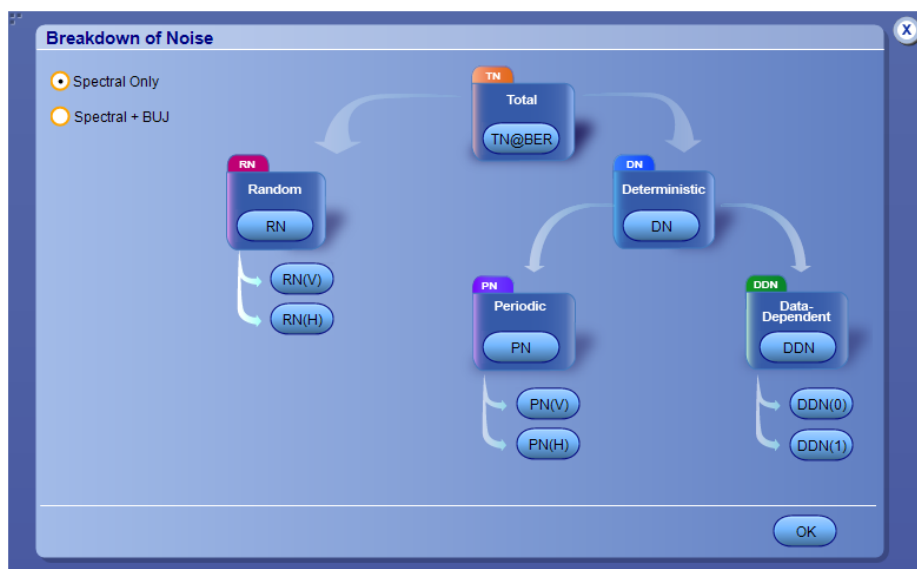 Breakdown of Noise
X
Spectral Only
Spectral + BUJ
TN
Total
TN@BER
RN
Random
RN
RN(V)
RN(H)
DN
Deterministic
DN
PN
Periodic
PN
PN(V)
PN(H)
DDN
Data-
Dependent
DDN
DDN(0)
DDN(1)
OK